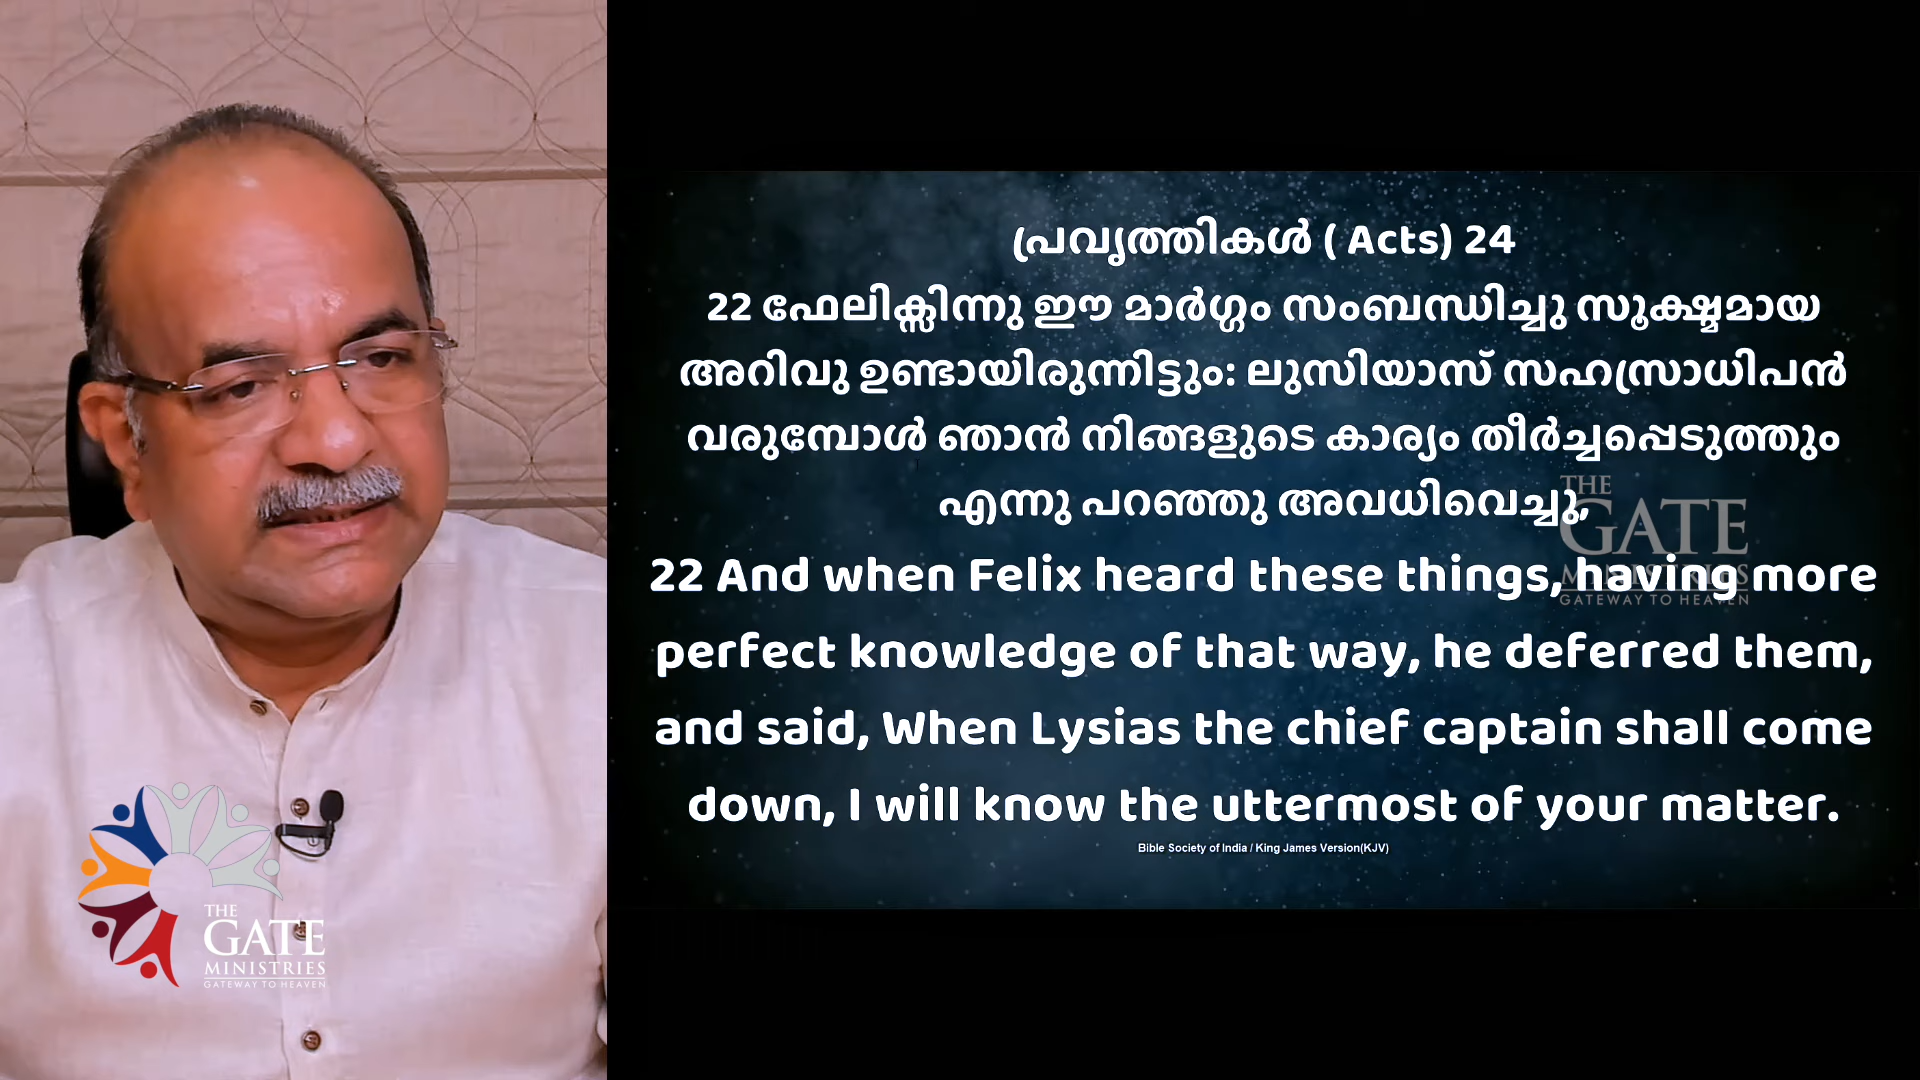 പ്രവൃത്തികൾ ( Acts) 24
22 ഫേലിക്സിന്നു ഈ മാർഗ്ഗം സംബന്ധിച്ചു സൂക്ഷ്മമായ
അറിവു ഉണ്ടായിരുന്നിട്ടും: ലുസിയാസ് സഹസ്രാധിപൻ
വരുമ്പോൾ ഞാൻ നിങ്ങളുടെ കാര്യം തീർച്ചപ്പെടുത്തും
എന്നു പറഞ്ഞു അവധിവെച്ചു,
22 And when Felix heard these things, having more
perfect knowledge of that way, he deferred them,
and said, When Lysias the chief captain shall come
down, I will know the uttermost of your matter.
Bible Society of India / King James Version(KJV)
THE
GATE
MINISTRIES
GATEWAY TO HEAVEN
THE
GATE
MINISTRIES
GATEWAY TO HEAVEN